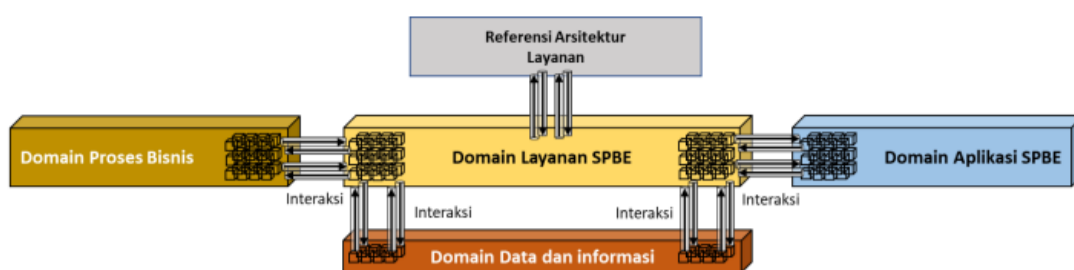 Referensi Arsitektur
Layanan
Domain Proses Bisnis
Domain Layanan SPBE
Domain Aplikasi SPBE
Interaksi
Interaksi
Interaksi
Interaksi
Domain Data dan informasi